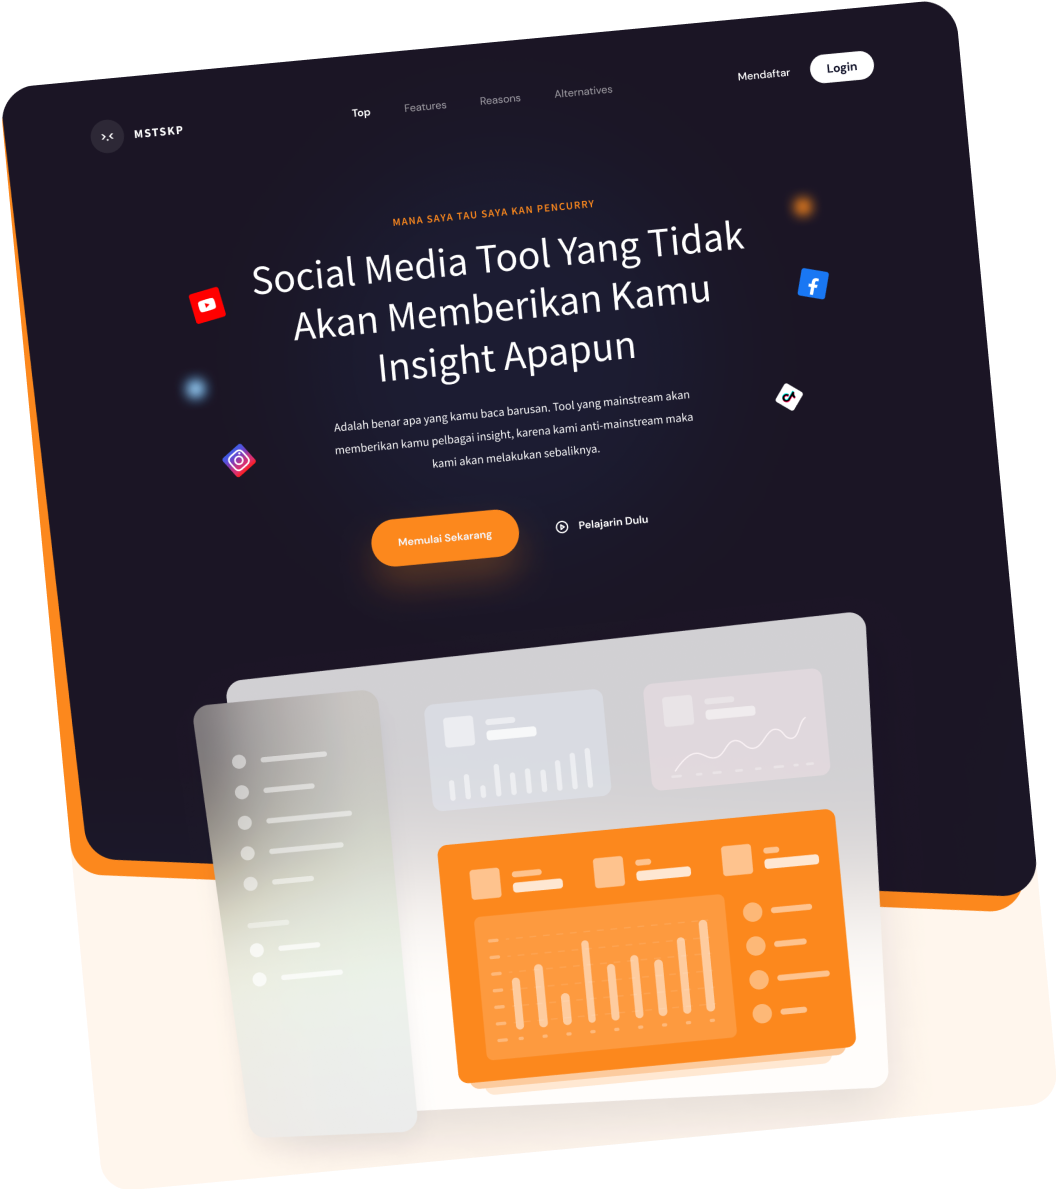 MSTSKP
Top
Features
Reasons
Alternatives
Mendaftar
Login
MANA SAYA TAU SAYA KAN PENCURRY
Social Media Tool Yang Tidak
Akan Memberikan Kamu
Insight Apapun
Adalah benar apa yang kamu baca barusan. Tool yang mainstream akan
memberikan kamu pelbagai insight, karena kami anti-mainstream maka
kami akan melakukan sebaliknya.
Memulai Sekarang
Pelajarin Dulu